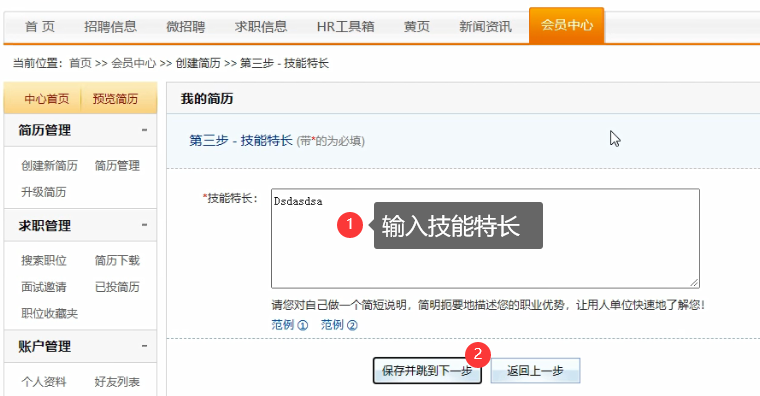 首 页 招聘信息 微招聘 求职信息 HR工具箱 黄页 新闻资讯 会员中心
当前位置：首页 >> 会员中心 >> 创建简历 >> 第三步 - 技能特长
中心首页 预览简历
我的简历
简历管理 -
第三步 - 技能特长 (带*的为必填)
创建新简历 简历管理
升级简历
*技能特长：
Dsdasdsa
1 输入技能特长
求职管理 -
搜索职位 简历下载
面试邀请 已投简历
职位收藏夹
请您对自己做一个简短说明，简明扼要地描述您的职业优势，让用人单位快速地了解您!
范例 ① 范例 ②
账户管理 -
2
保存并跳到下一步 返回上一步
个人资料 好友列表